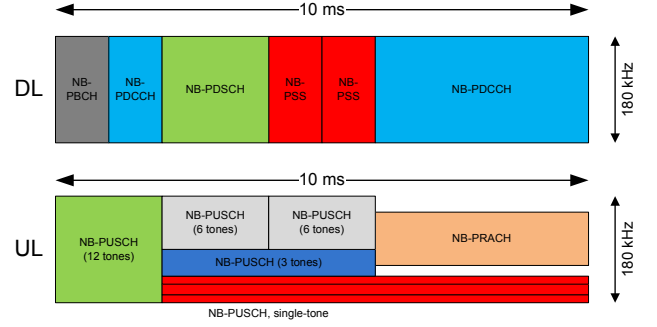 10 ms
DL
NB-
PBCH
NB-
PDCCH
NB-PDSCH
NB-
PSS
NB-
PSS
NB-PDCCH
180 kHz
10 ms
UL
NB-PUSCH
(12 tones)
NB-PUSCH
(6 tones)
NB-PUSCH
(6 tones)
NB-PUSCH (3 tones)
NB-PRACH
180 kHz
NB-PUSCH, single-tone